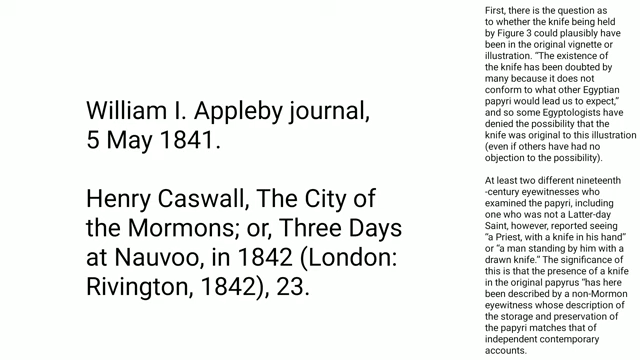 William I. Appleby journal,
5 May 1841.
Henry Caswall, The City of
the Mormons; or, Three Days
at Nauvoo, in 1842 (London:
Rivington, 1842), 23.
First, there is the question as
to whether the knife being held
by Figure 3 could plausibly have
been in the original vignette or
illustration. “The existence of
the knife has been doubted by
many because it does not
conform to what other Egyptian
papyri would lead us to expect,”
and so some Egyptologists have
denied the possibility that the
knife was original to this illustration
(even if others have had no
objection to the possibility).
At least two different nineteenth
-century eyewitnesses who
examined the papyri, including
one who was not a Latter-day
Saint, however, reported seeing
“a Priest, with a knife in his hand”
or “a man standing by him with a
drawn knife.” The significance of
this is that the presence of a knife
in the original papyrus “has here
been described by a non-Mormon
eyewitness whose description of
the storage and preservation of
the papyri matches that of
independent contemporary
accounts.